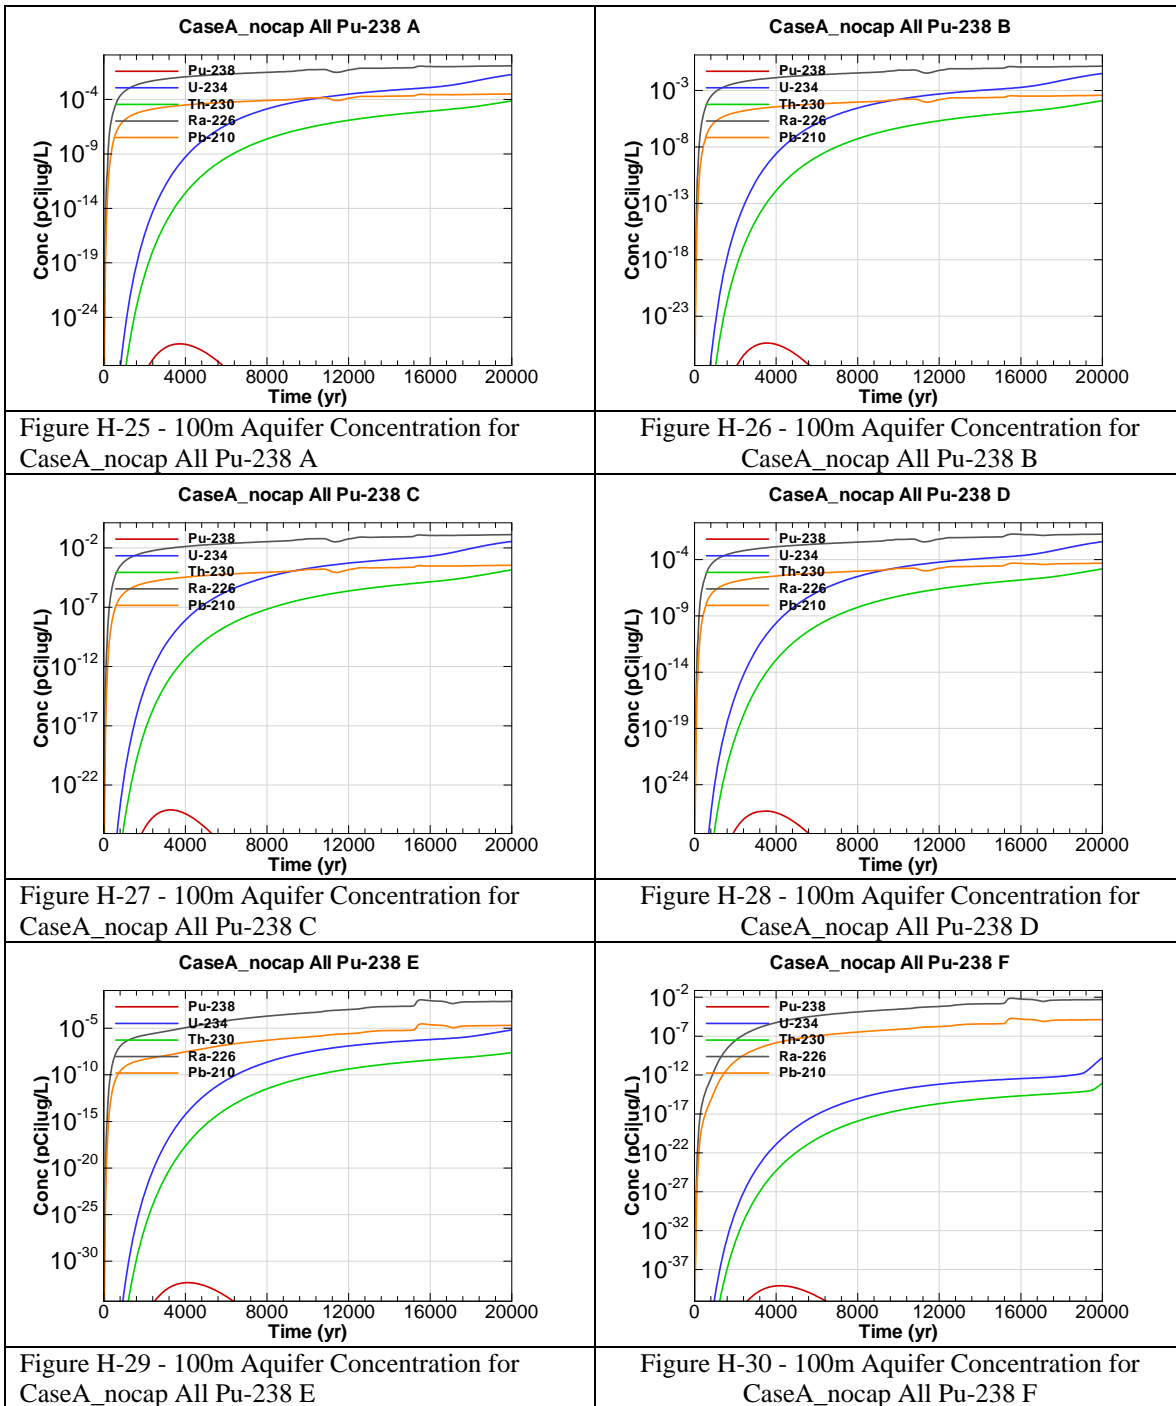 CaseA_nocap All Pu-238 A
Conc (pCi|ug/L)
Pu-238
U-234
Th-230
Ra-226
Pb-210
10-4
10-9
10-14
10-19
10-24
0 4000 8000 12000 16000 20000
Time (yr)
Figure H-25 - 100m Aquifer Concentration for
CaseA_nocap All Pu-238 A
CaseA_nocap All Pu-238 B
Conc (pCi|ug/L)
Pu-238
U-234
Th-230
Ra-226
Pb-210
10-3
10-8
10-13
10-18
10-23
0 4000 8000 12000 16000 20000
Time (yr)
Figure H-26 - 100m Aquifer Concentration for
CaseA_nocap All Pu-238 B
CaseA_nocap All Pu-238 C
Conc (pCi|ug/L)
Pu-238
U-234
Th-230
Ra-226
Pb-210
10-2
10-7
10-12
10-17
10-22
0 4000 8000 12000 16000 20000
Time (yr)
Figure H-27 - 100m Aquifer Concentration for
CaseA_nocap All Pu-238 C
CaseA_nocap All Pu-238 D
Conc (pCi|ug/L)
Pu-238
U-234
Th-230
Ra-226
Pb-210
10-4
10-9
10-14
10-19
10-24
0 4000 8000 12000 16000 20000
Time (yr)
Figure H-28 - 100m Aquifer Concentration for
CaseA_nocap All Pu-238 D
CaseA_nocap All Pu-238 E
Conc (pCi|ug/L)
Pu-238
U-234
Th-230
Ra-226
Pb-210
10-5
10-10
10-15
10-20
10-25
10-30
0 4000 8000 12000 16000 20000
Time (yr)
Figure H-29 - 100m Aquifer Concentration for
CaseA_nocap All Pu-238 E
CaseA_nocap All Pu-238 F
Conc (pCi|ug/L)
Pu-238
U-234
Th-230
Ra-226
Pb-210
10-2
10-7
10-12
10-17
10-22
10-27
10-32
10-37
0 4000 8000 12000 16000 20000
Time (yr)
Figure H-30 - 100m Aquifer Concentration for
CaseA_nocap All Pu-238 F